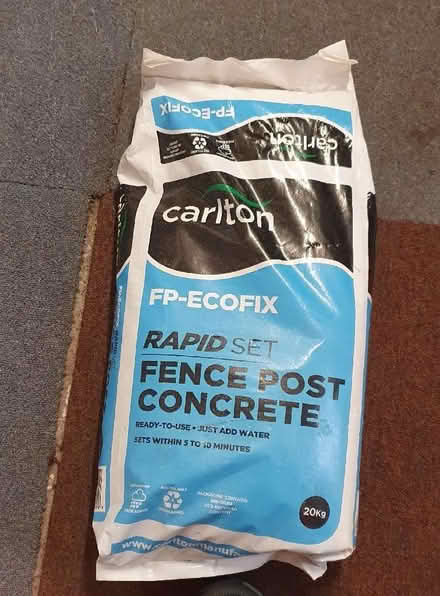 FP-ECOFIX
carlton
carlton
FP-ECOFIX
RAPID SET
FENCE POST
CONCRETE
READY-TO-USE • JUST ADD WATER
SETS WITHIN 5 TO 10 MINUTES
20Kg